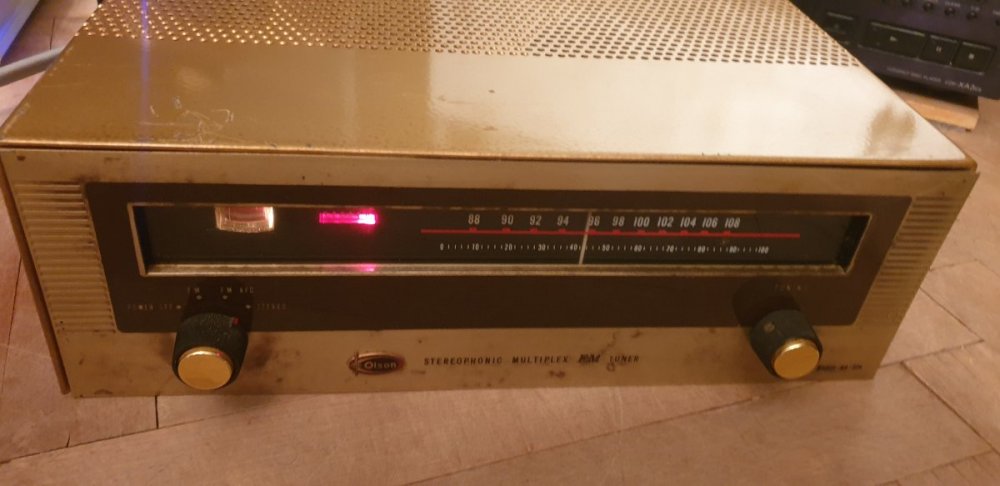 88 90 92 94 96 98 100 102 104 106 108
0 10 20 30 40 50 60 70 80 90 100
FM FM AFC
POWER OFF STEREO
TUNING
Olson
STEREOPHONIC MULTIPLEX FM TUNER